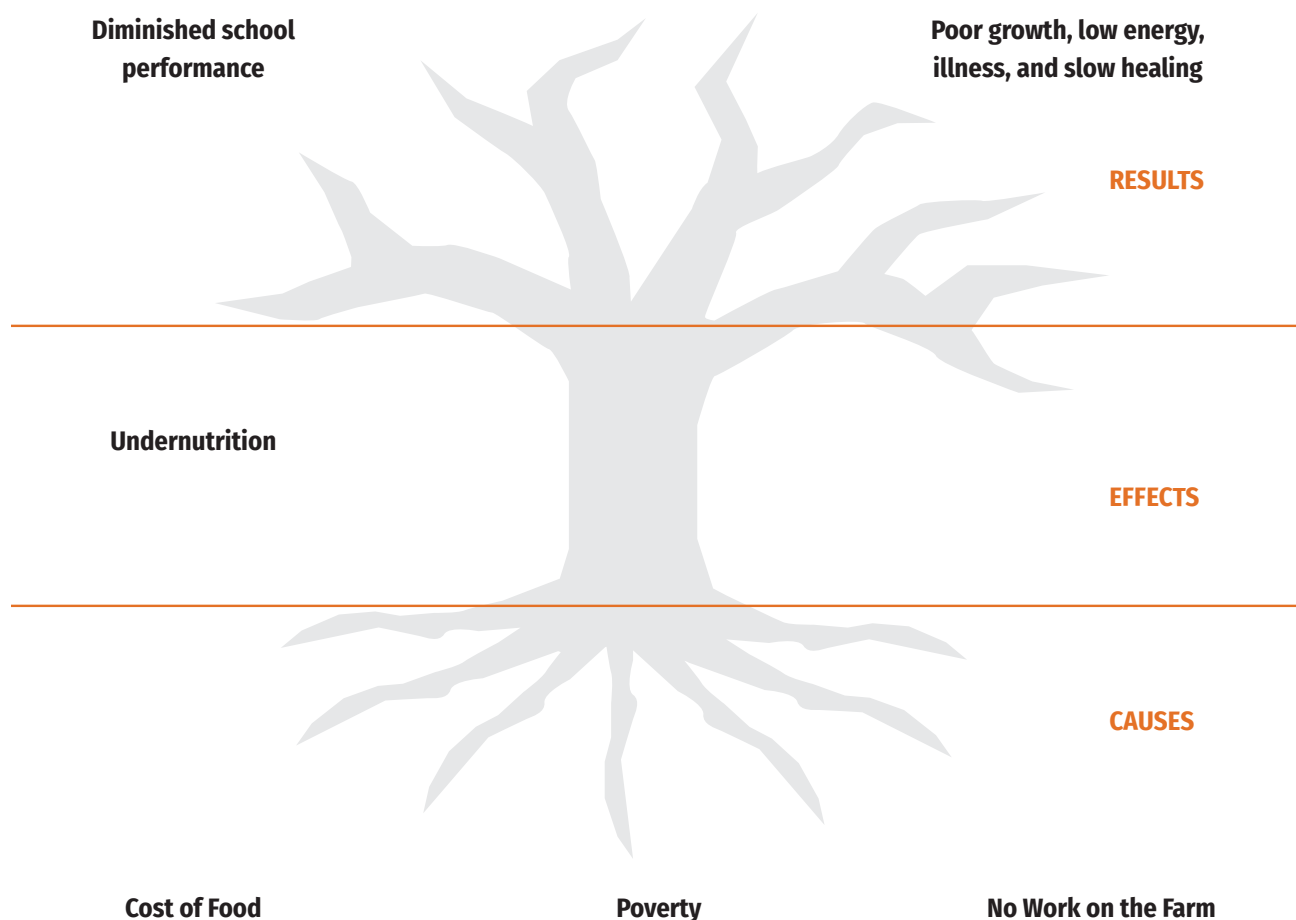 Diminished school
performance
Poor growth, low energy,
illness, and slow healing
RESULTS
Undernutrition
EFFECTS
CAUSES
Cost of Food
Poverty
No Work on the Farm